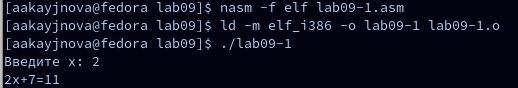 [aakayjnova@fedora lab09]$ nasm -f elf lab09-1.asm
[aakayjnova@fedora lab09]$ ld -m elf_i386 -o lab09-1 lab09-1.o
[aakayjnova@fedora lab09]$ ./lab09-1
Введите x: 2
2x+7=11